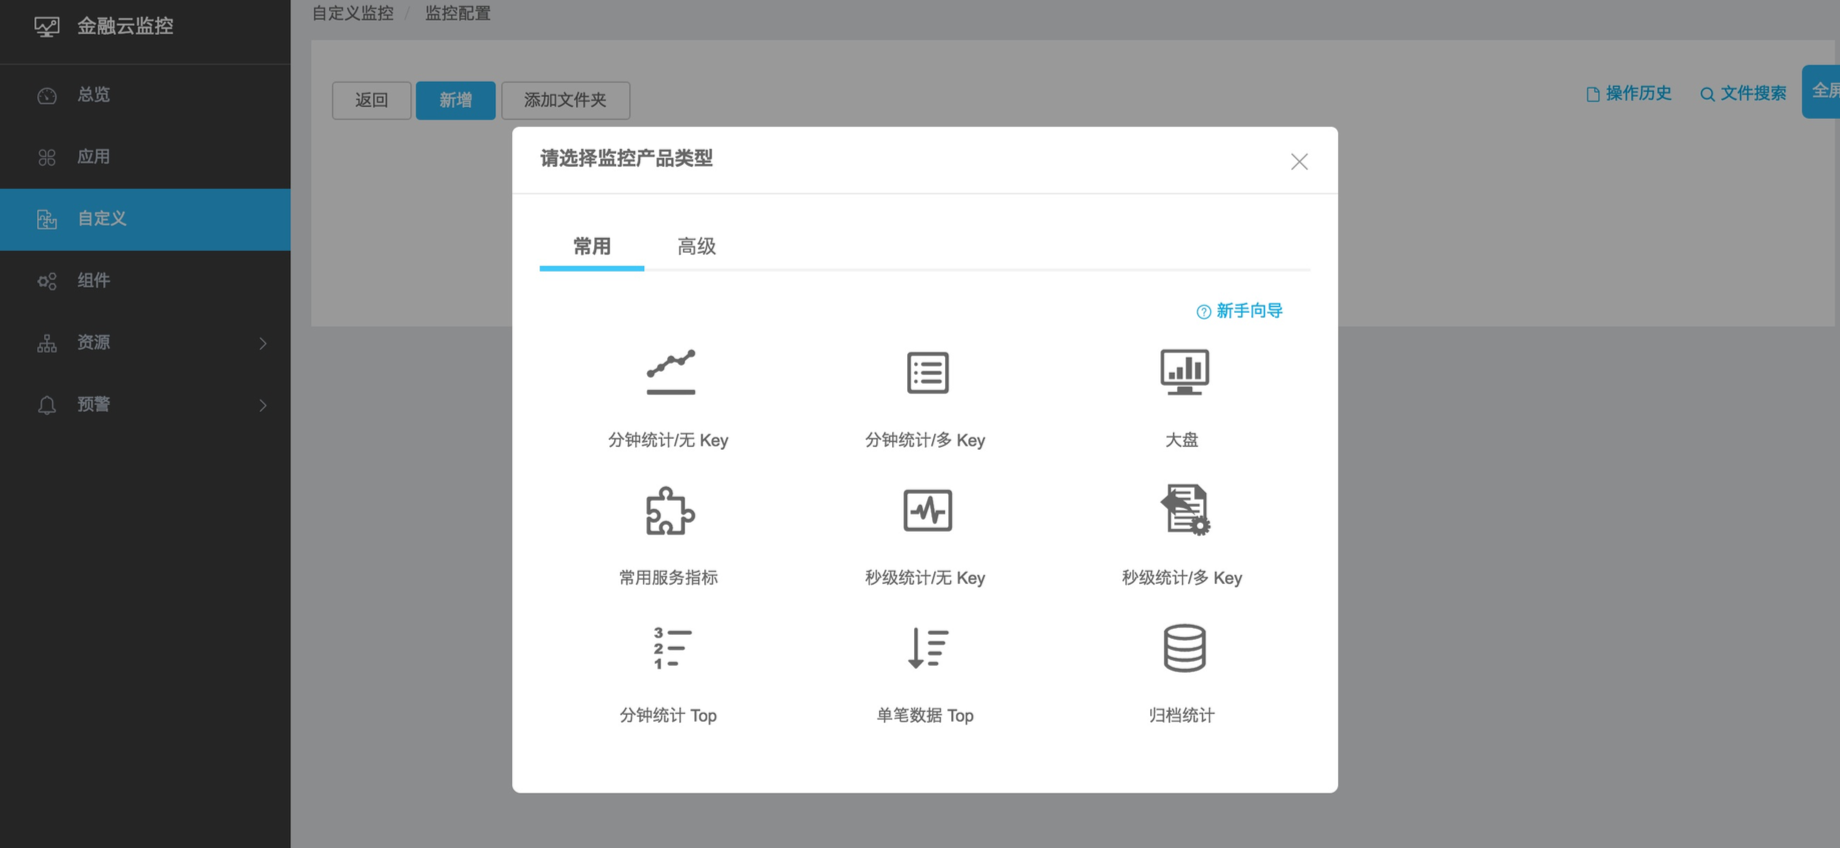 金融云监控
自定义监控 / 监控配置
总览
应用
自定义
组件
资源
预警
返回
新增
添加文件夹
操作历史
文件搜索
全屏
请选择监控产品类型
常用
高级
新手向导
分钟统计/无 Key
分钟统计/多 Key
大盘
常用服务指标
秒级统计/无 Key
秒级统计/多 Key
3
2
1
分钟统计 Top
单笔数据 Top
归档统计